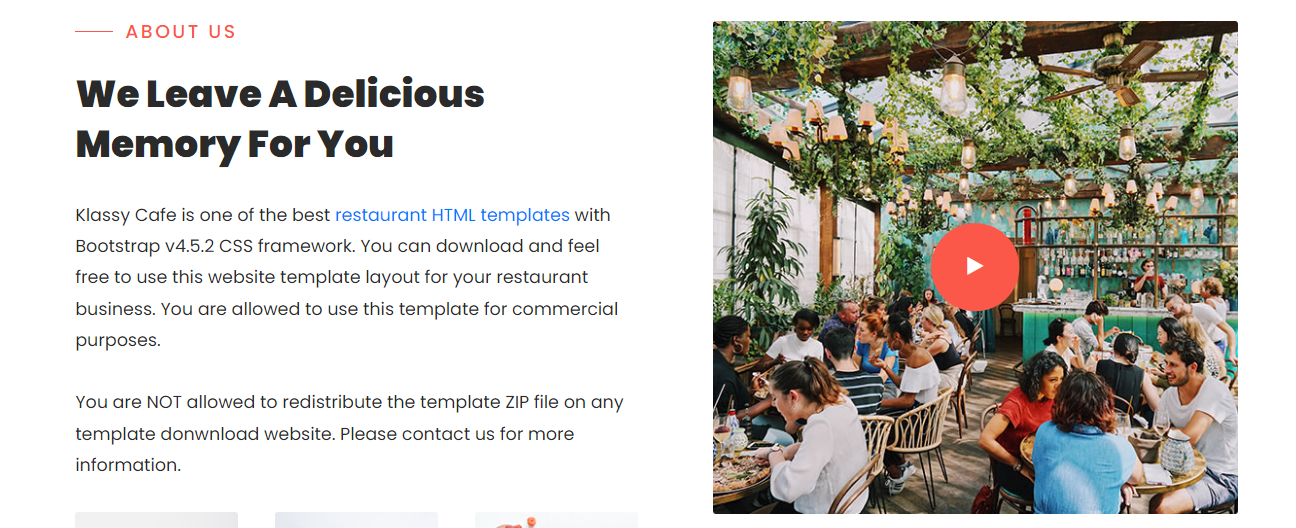 ABOUT US
We Leave A Delicious
Memory For You
Klassy Cafe is one of the best restaurant HTML templates with
Bootstrap v4.5.2 CSS framework. You can download and feel
free to use this website template layout for your restaurant
business. You are allowed to use this template for commercial
purposes.
You are NOT allowed to redistribute the template ZIP file on any
template donwnload website. Please contact us for more
information.